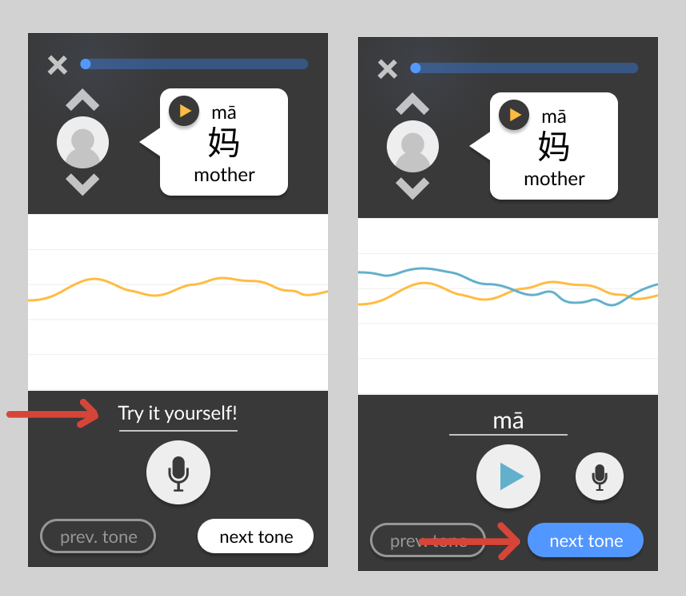 mā
妈
mother
Try it yourself!
prev. tone
next tone
mā
妈
mother
mā
prev. tone
next tone